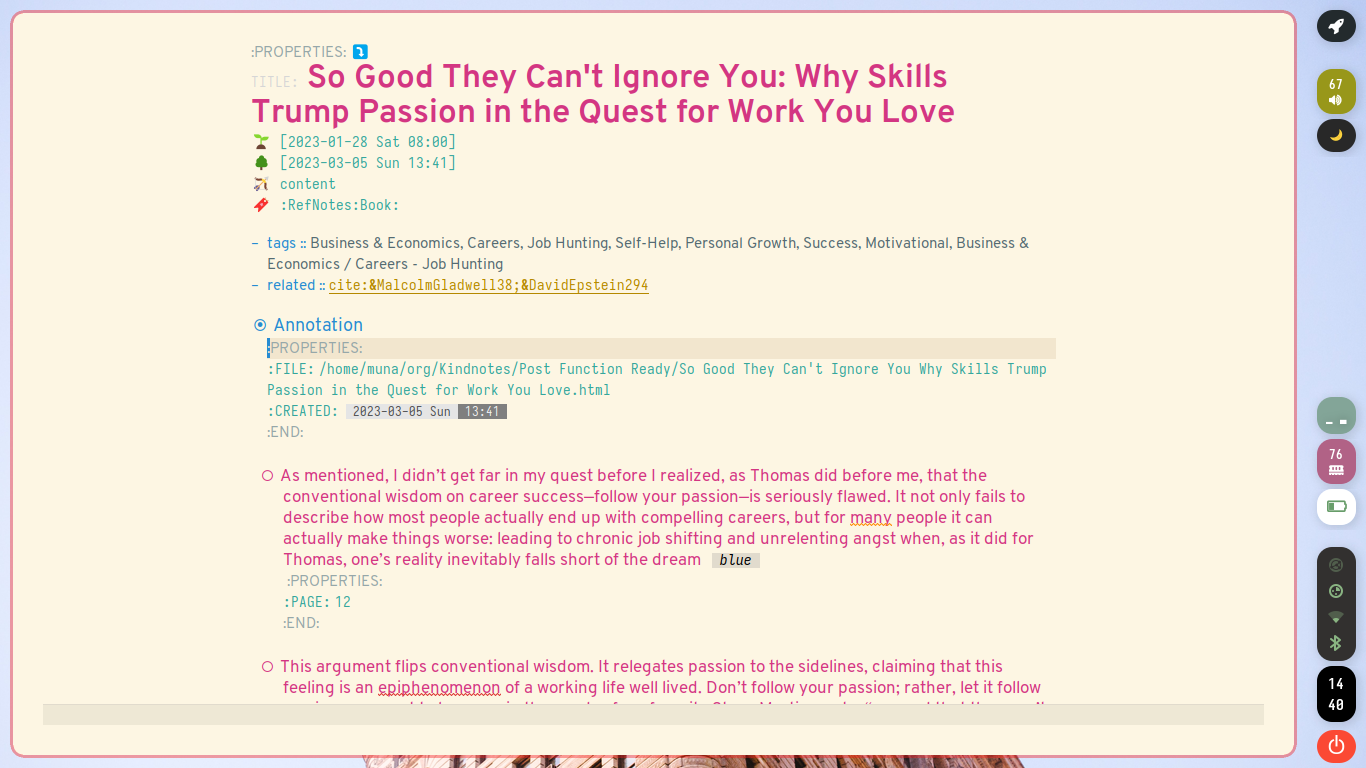 :PROPERTIES:
TITLE: So Good They Can't Ignore You: Why Skills
Trump Passion in the Quest for Work You Love
[2023-01-28 Sat 08:00]
[2023-03-05 Sun 13:41]
content
:RefNotes:Book:
– tags :: Business & Economics, Careers, Job Hunting, Self-Help, Personal Growth, Success, Motivational, Business &
Economics / Careers - Job Hunting
– related :: cite:&MalcolmGladwell38;&DavidEpstein294
Annotation
:PROPERTIES:
:FILE: /home/muna/org/Kindnotes/Post Function Ready/So Good They Can't Ignore You Why Skills Trump
Passion in the Quest for Work You Love.html
:CREATED: 2023-03-05 Sun 13:41
:END:
As mentioned, I didn’t get far in my quest before I realized, as Thomas did before me, that the
conventional wisdom on career success—follow your passion—is seriously flawed. It not only fails to
describe how most people actually end up with compelling careers, but for many people it can
actually make things worse: leading to chronic job shifting and unrelenting angst when, as it did for
Thomas, one’s reality inevitably falls short of the dream blue
:PROPERTIES:
:PAGE: 12
:END:
This argument flips conventional wisdom. It relegates passion to the sidelines, claiming that this
feeling is an epiphenomenon of a working life well lived. Don’t follow your passion; rather, let it follow
67
76
14
40